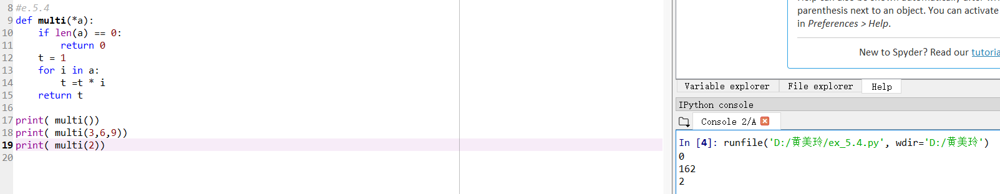 8 #e.5.4
9 def multi(*a):
10     if len(a) == 0:
11         return 0
12     t = 1
13     for i in a:
14         t =t * i
15     return t
16
17 print( multi())
18 print( multi(3,6,9))
19 print( multi(2))
20
parenthesis next to an object. You can activate
in Preferences > Help.
New to Spyder? Read our
Variable explorer File explorer Help
IPython console
Console 2/A
In [4]: runfile('D:/黄美玲/ex_5.4.py', wdir='D:/黄美玲')
0
162
2